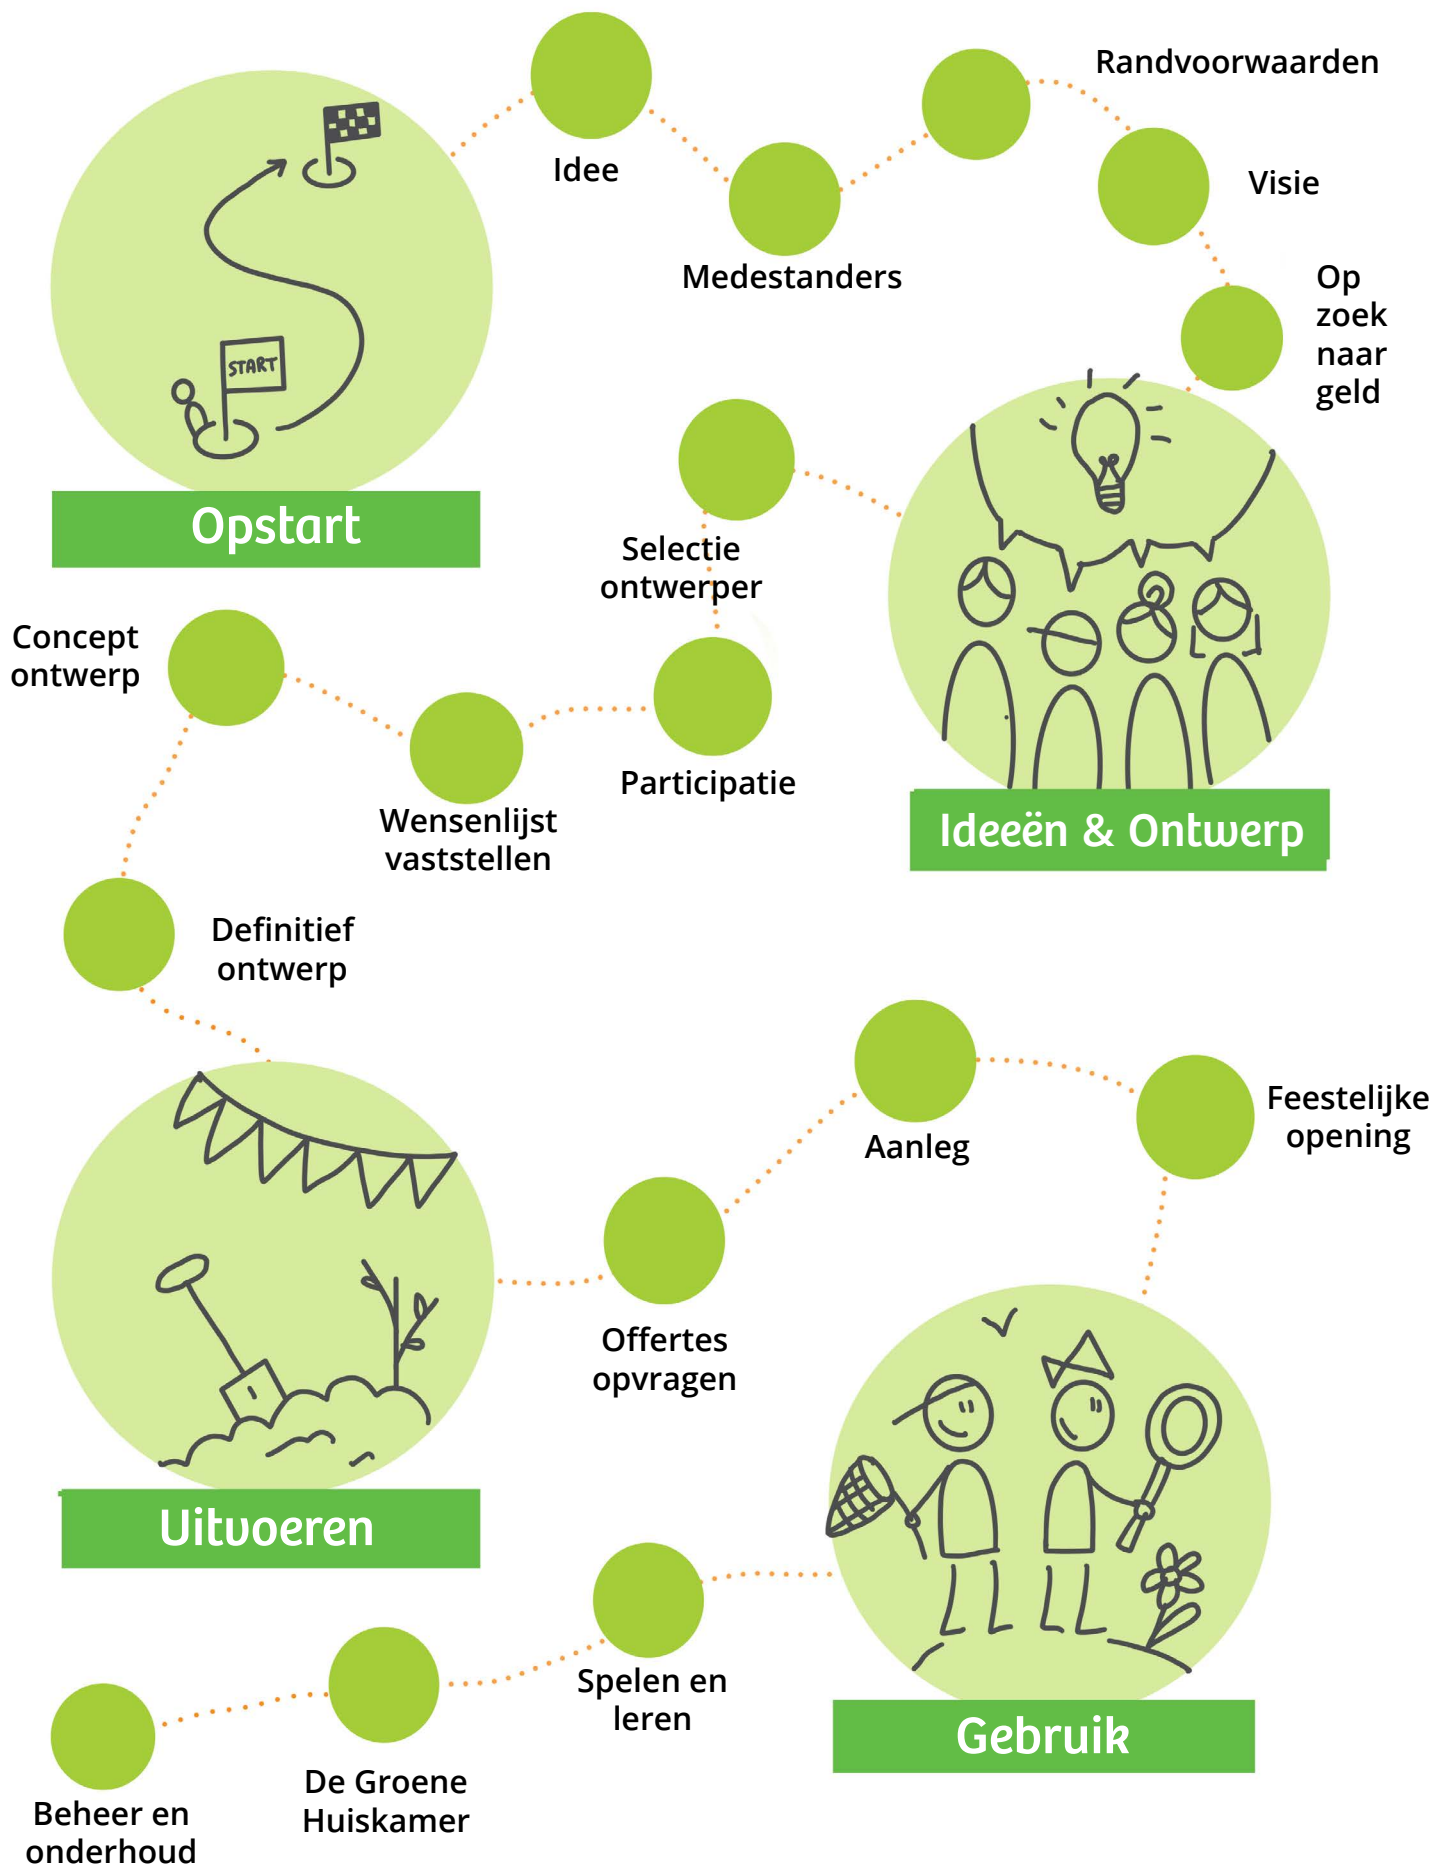 START
Opstart
Idee
Medestanders
Randvoorwaarden
Visie
Op
zoek
naar
geld
Ideeën & Ontwerp
Selectie
ontwerper
Participatie
Wensenlijst
vaststellen
Concept
ontwerp
Definitief
ontwerp
Uitvoeren
Offertes
opvragen
Aanleg
Feestelijke
opening
Gebruik
Spelen en
leren
De Groene
Huiskamer
Beheer en
onderhoud